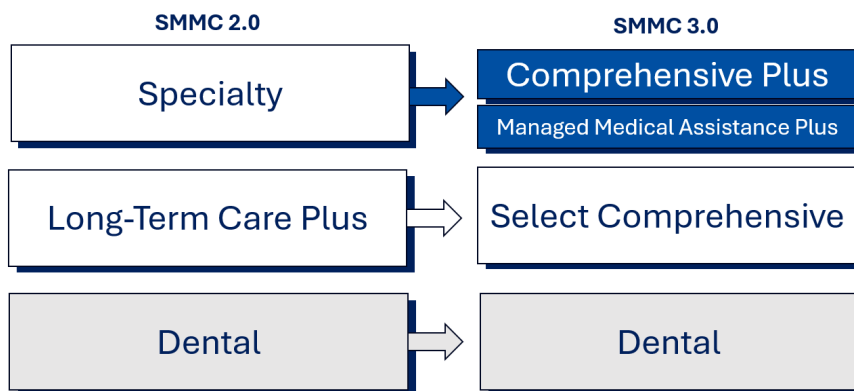 SMMC 2.0
SMMC 3.0
Specialty
Comprehensive Plus
Managed Medical Assistance Plus
Long-Term Care Plus
Select Comprehensive
Dental
Dental